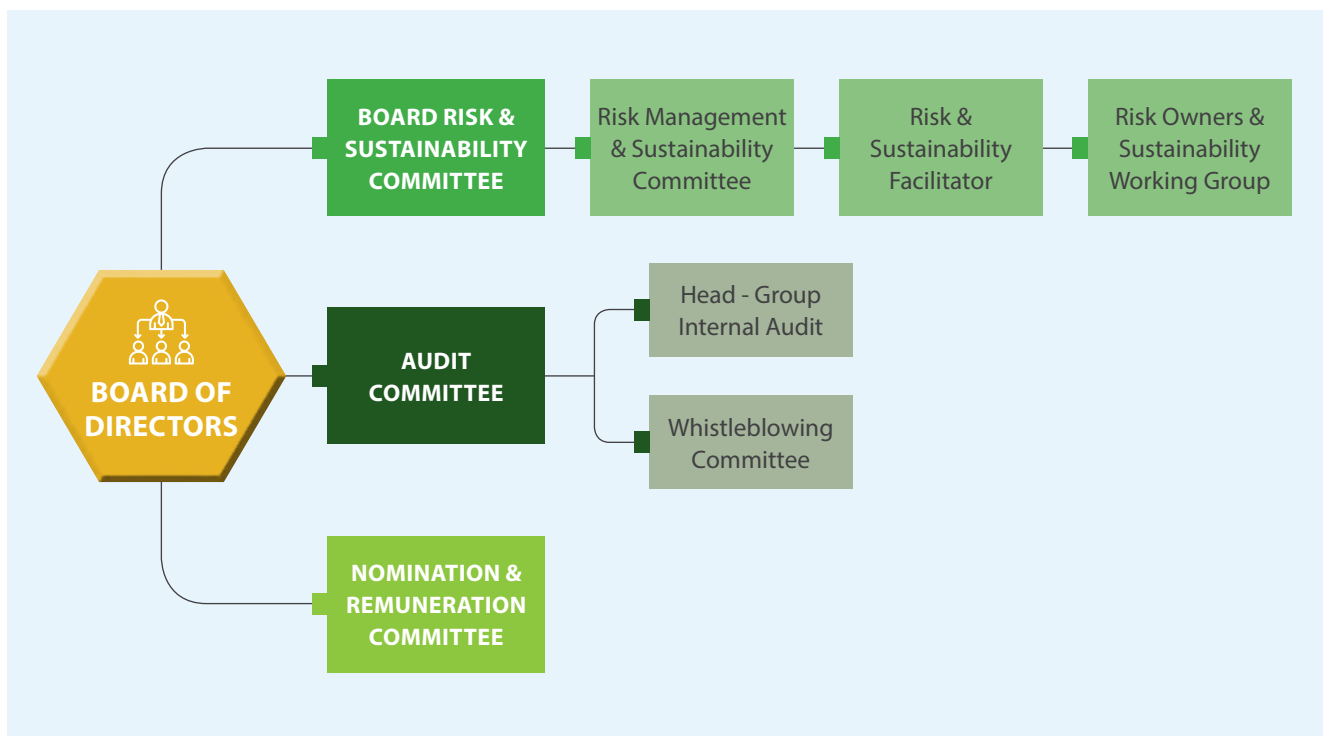 BOARD OF
DIRECTORS
BOARD RISK &
SUSTAINABILITY
COMMITTEE
Risk Management
& Sustainability
Committee
Risk &
Sustainability
Facilitator
Risk Owners &
Sustainability
Working Group
AUDIT
COMMITTEE
Head - Group
Internal Audit
Whistleblowing
Committee
NOMINATION &
REMUNERATION
COMMITTEE